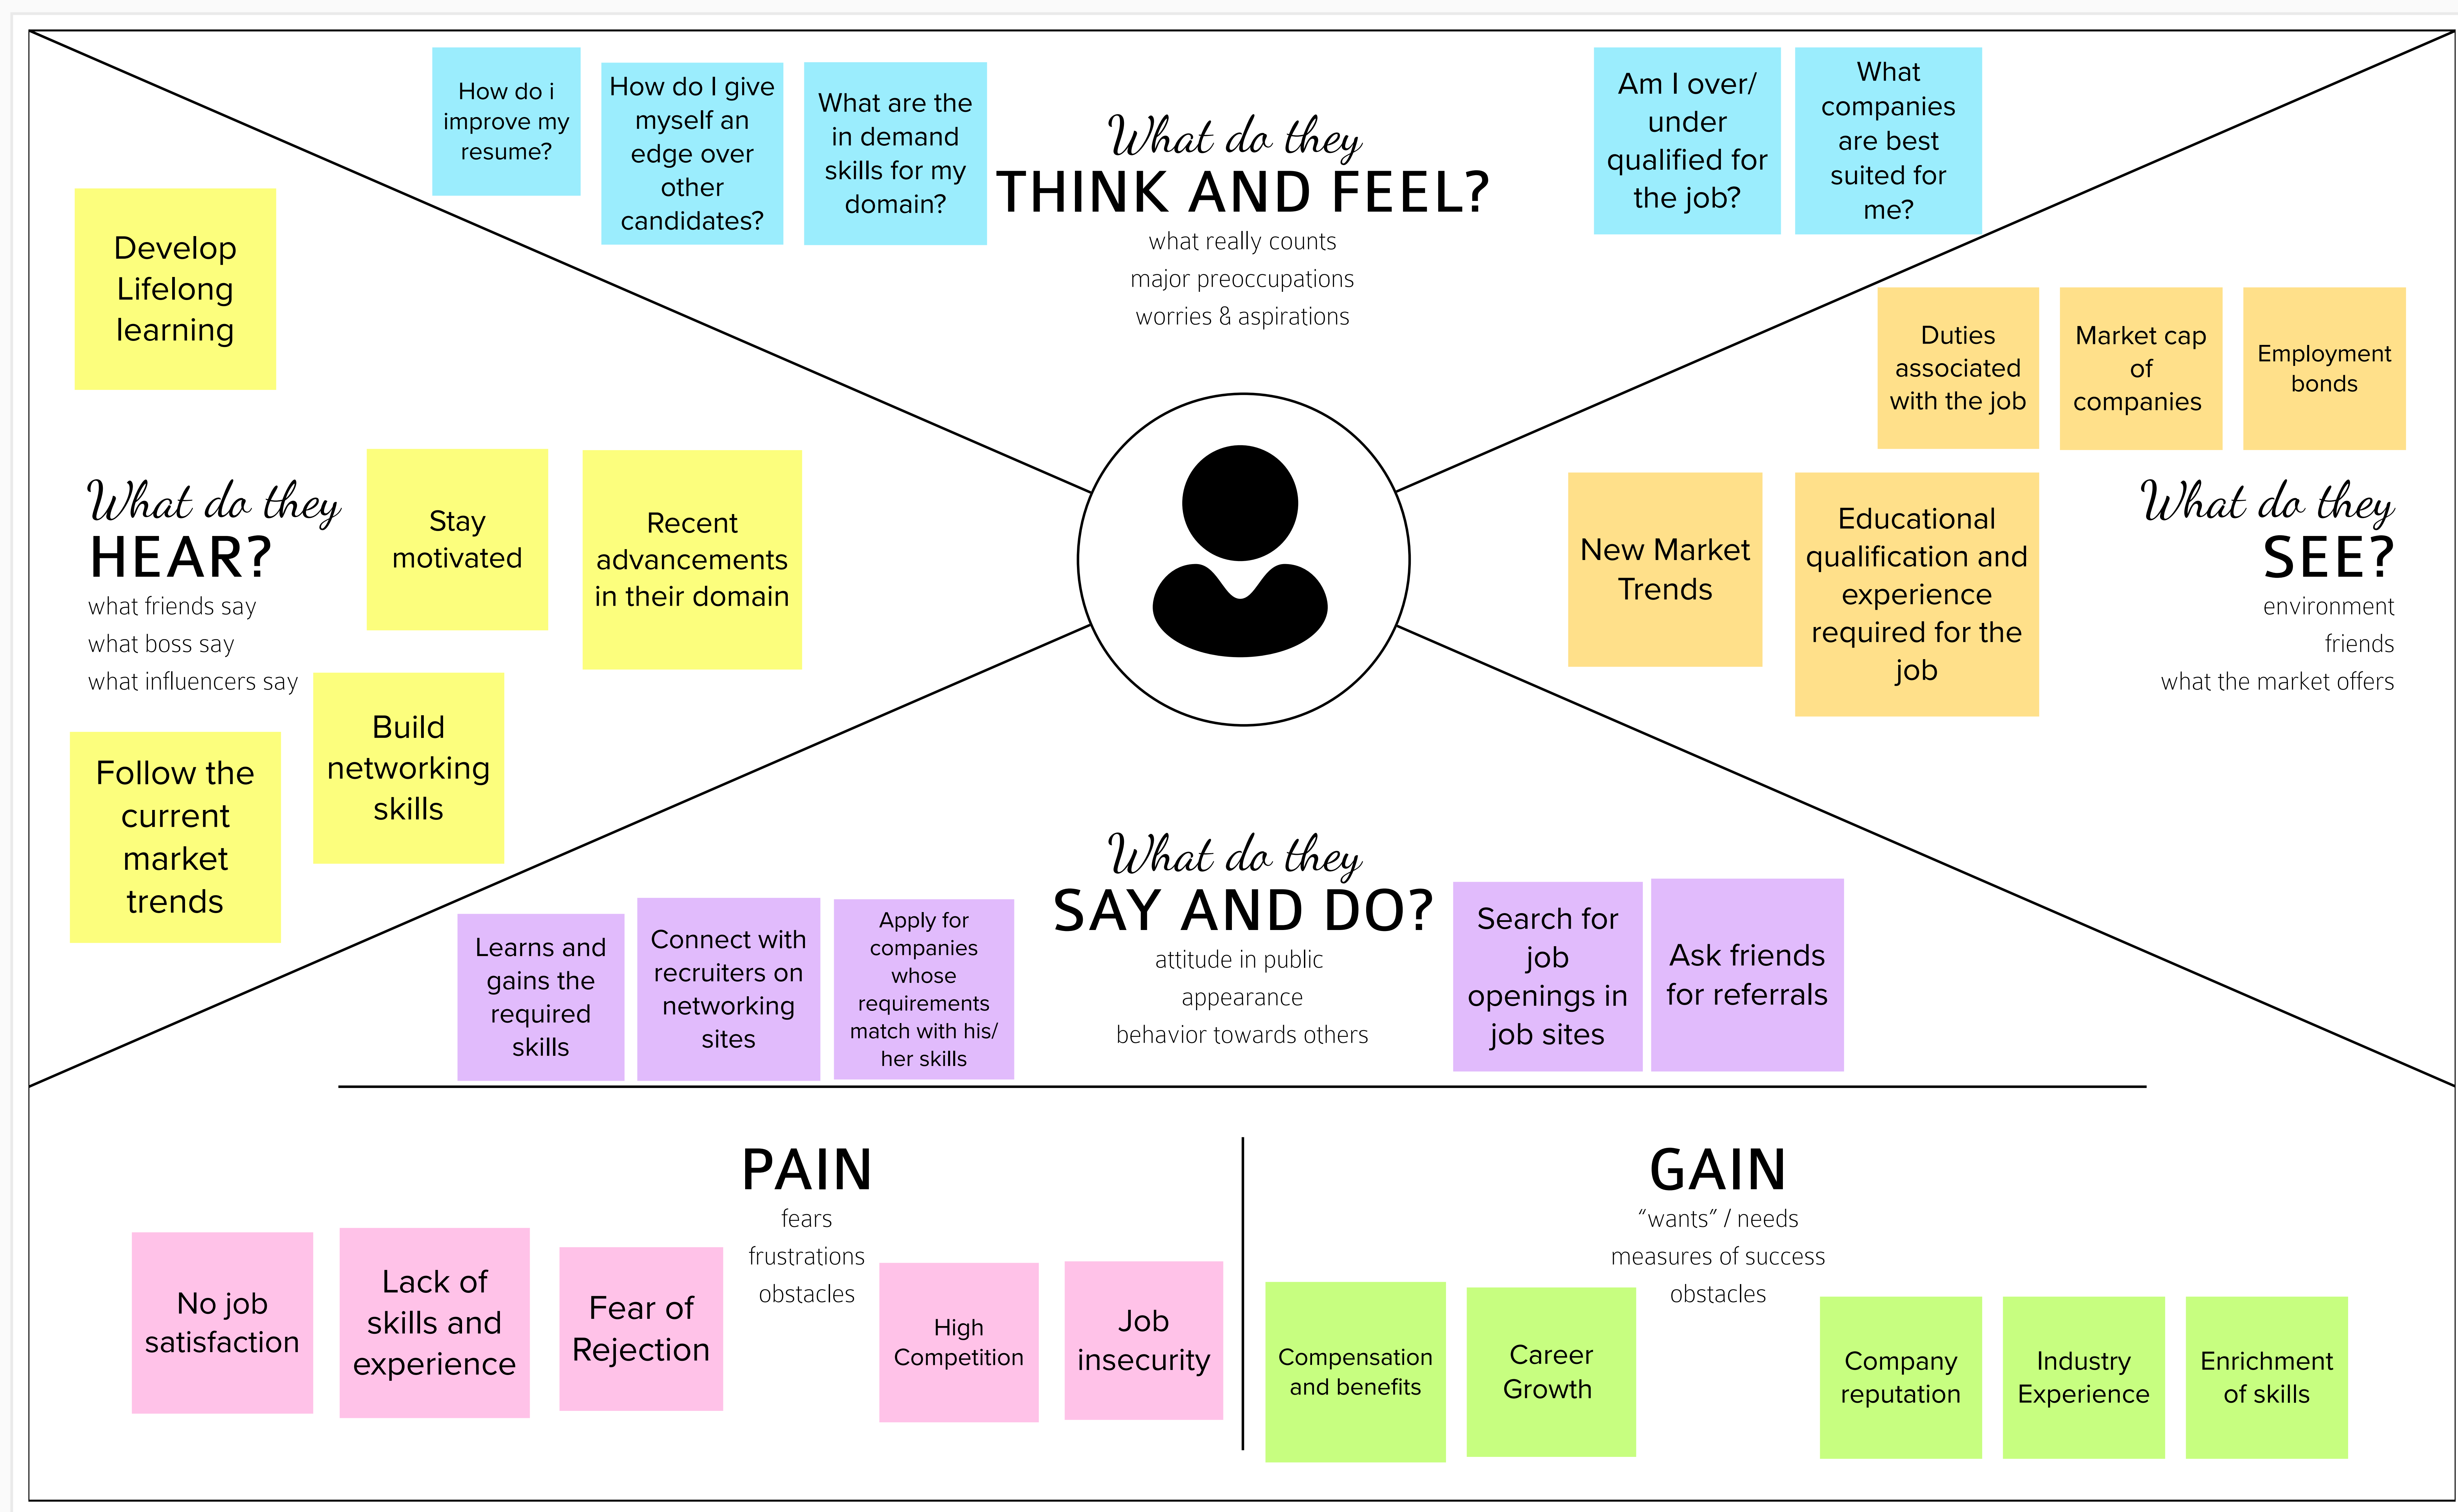 How do i
improve my
resume?
How do I give
myself an
edge over
other
candidates?
What are the
in demand
skills for my
domain?
What do they
THINK AND FEEL?
what really counts
major preoccupations
worries & aspirations
Am I over/
under
qualified for
the job?
What
companies
are best
suited for
me?
Develop
Lifelong
learning
What do they
HEAR?
what friends say
what boss say
what influencers say
Stay
motivated
Recent
advancements
in their domain
Build
networking
skills
Follow the
current
market
trends
Duties
associated
with the job
Market cap
of
companies
Employment
bonds
New Market
Trends
Educational
qualification and
experience
required for the
job
What do they
SEE?
environment
friends
what the market offers
Learns and
gains the
required
skills
Connect with
recruiters on
networking
sites
Apply for
companies
whose
requirements
match with his/
her skills
What do they
SAY AND DO?
attitude in public
appearance
behavior towards others
Search for
job
openings in
job sites
Ask friends
for referrals
PAIN
fears
frustrations
obstacles
No job
satisfaction
Lack of
skills and
experience
Fear of
Rejection
High
Competition
Job
insecurity
GAIN
“wants” / needs
measures of success
obstacles
Compensation
and benefits
Career
Growth
Company
reputation
Industry
Experience
Enrichment
of skills